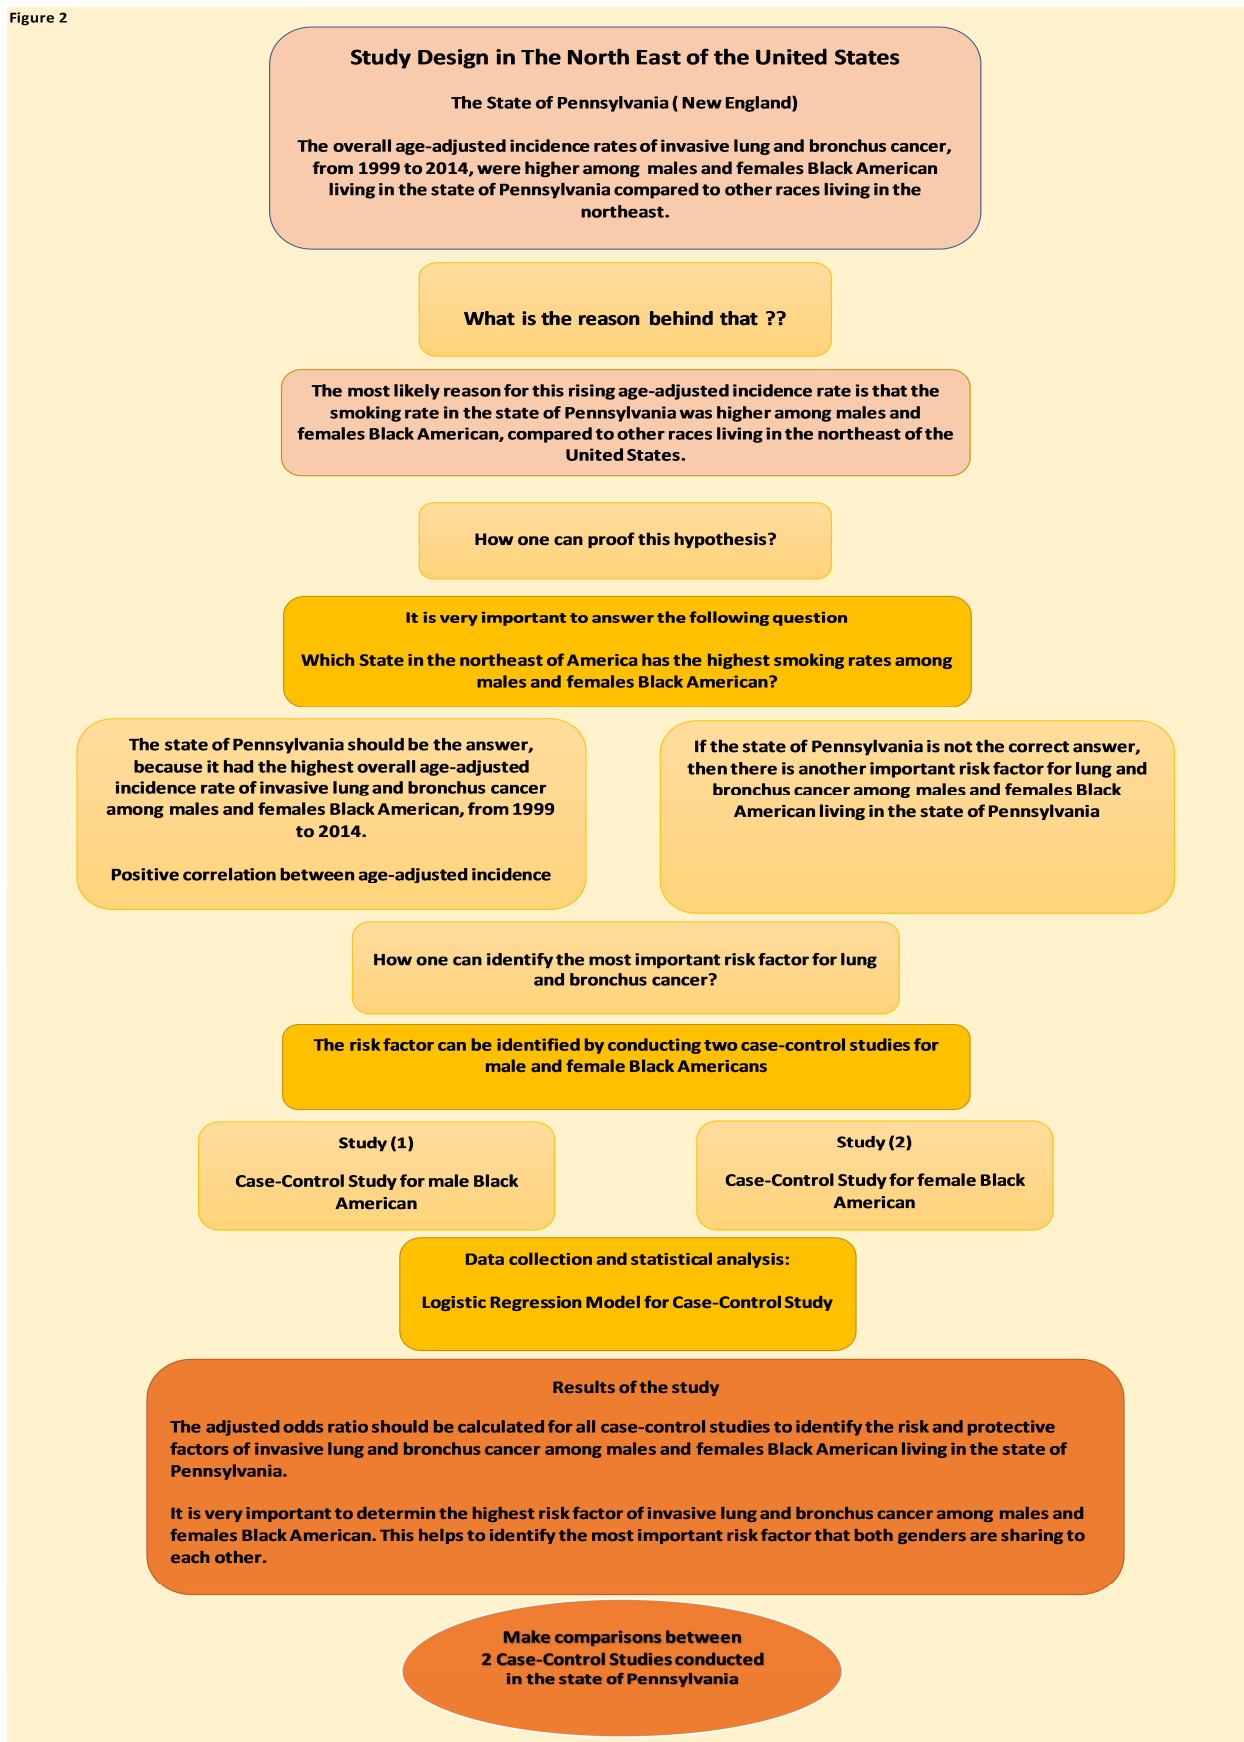 Figure 2
Study Design in The North East of the United States
The State of Pennsylvania ( New England)
The overall age-adjusted incidence rates of invasive lung and bronchus cancer,
from 1999 to 2014, were higher among males and females Black American
living in the state of Pennsylvania compared to other races living in the
northeast.
What is the reason behind that ??
The most likely reason for this rising age-adjusted incidence rate is that the
smoking rate in the state of Pennsylvania was higher among males and
females Black American, compared to other races living in the northeast of the
United States.
How one can proof this hypothesis?
It is very important to answer the following question
Which State in the northeast of America has the highest smoking rates among
males and females Black American?
The state of Pennsylvania should be the answer,
because it had the highest overall age-adjusted
incidence rate of invasive lung and bronchus cancer
among males and females Black American, from 1999
to 2014.
Positive correlation between age-adjusted incidence
If the state of Pennsylvania is not the correct answer,
then there is another important risk factor for lung and
bronchus cancer among males and females Black
American living in the state of Pennsylvania
How one can identify the most important risk factor for lung
and bronchus cancer?
The risk factor can be identified by conducting two case-control studies for
male and female Black Americans
Study (1)
Case-Control Study for male Black
American
Study (2)
Case-Control Study for female Black
American
Data collection and statistical analysis:
Logistic Regression Model for Case-Control Study
Results of the study
The adjusted odds ratio should be calculated for all case-control studies to identify the risk and protective
factors of invasive lung and bronchus cancer among males and females Black American living in the state of
Pennsylvania.
It is very important to determin the highest risk factor of invasive lung and bronchus cancer among males and
females Black American. This helps to identify the most important risk factor that both genders are sharing to
each other.
Make comparisons between
2 Case-Control Studies conducted
in the state of Pennsylvania